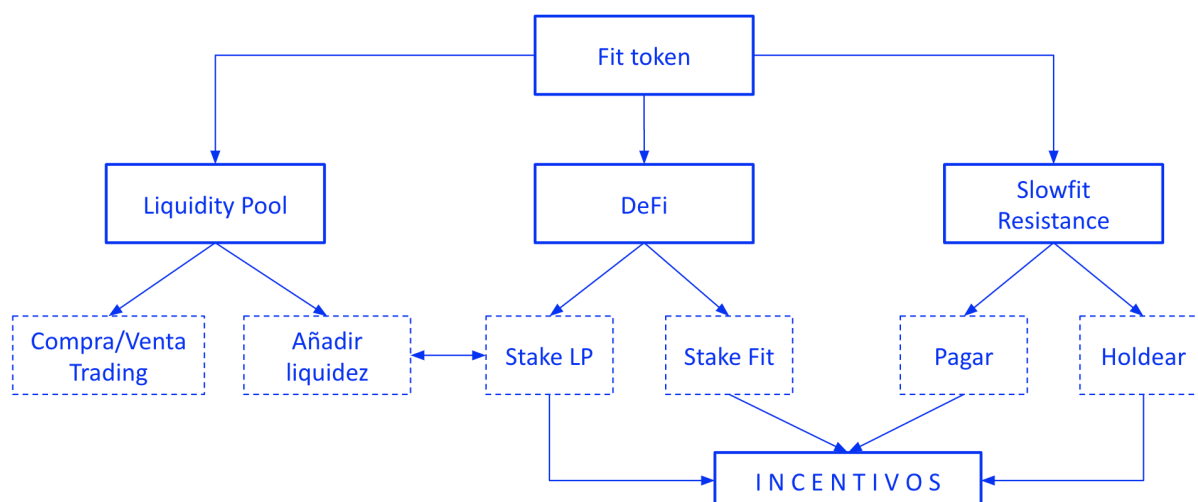 Fit token
Liquidity Pool
DeFi
Slowfit
Resistance
Compra/Venta
Trading
Añadir
liquidez
Stake LP
Stake Fit
Pagar
Holdear
INCENTIVOS